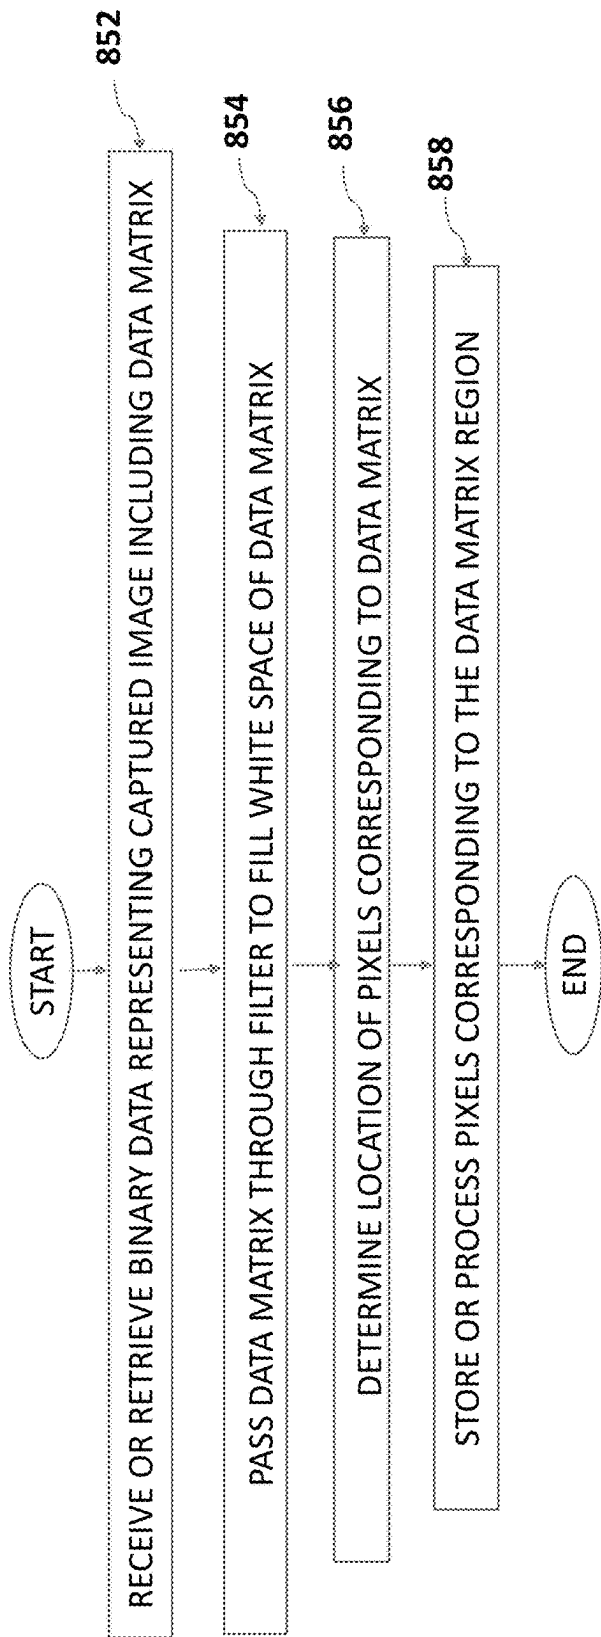 START
852
RECEIVE OR RETRIEVE BINARY DATA REPRESENTING CAPTURED IMAGE INCLUDING DATA MATRIX
854
PASS DATA MATRIX THROUGH FILTER TO FILL WHITE SPACE OF DATA MATRIX
856
DETERMINE LOCATION OF PIXELS CORRESPONDING TO DATA MATRIX
858
STORE OR PROCESS PIXELS CORRESPONDING TO THE DATA MATRIX REGION
END